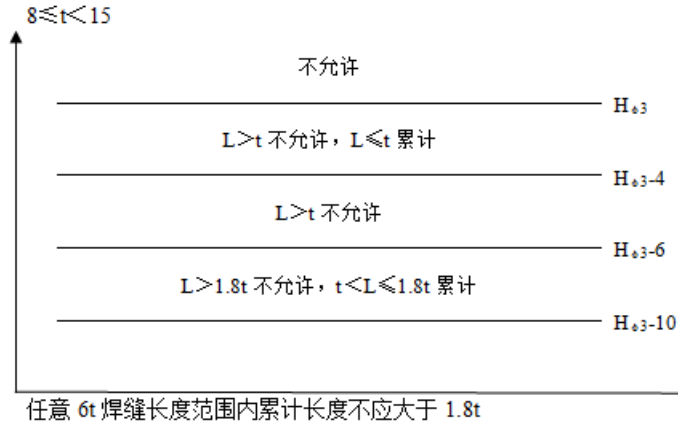 8≤t<15
不允许
Hφ3
L>t 不允许，L≤t 累计
Hφ3-4
L>t 不允许
Hφ3-6
L>1.8t 不允许，t<L≤1.8t 累计
Hφ3-10
任意 6t 焊缝长度范围内累计长度不应大于 1.8t